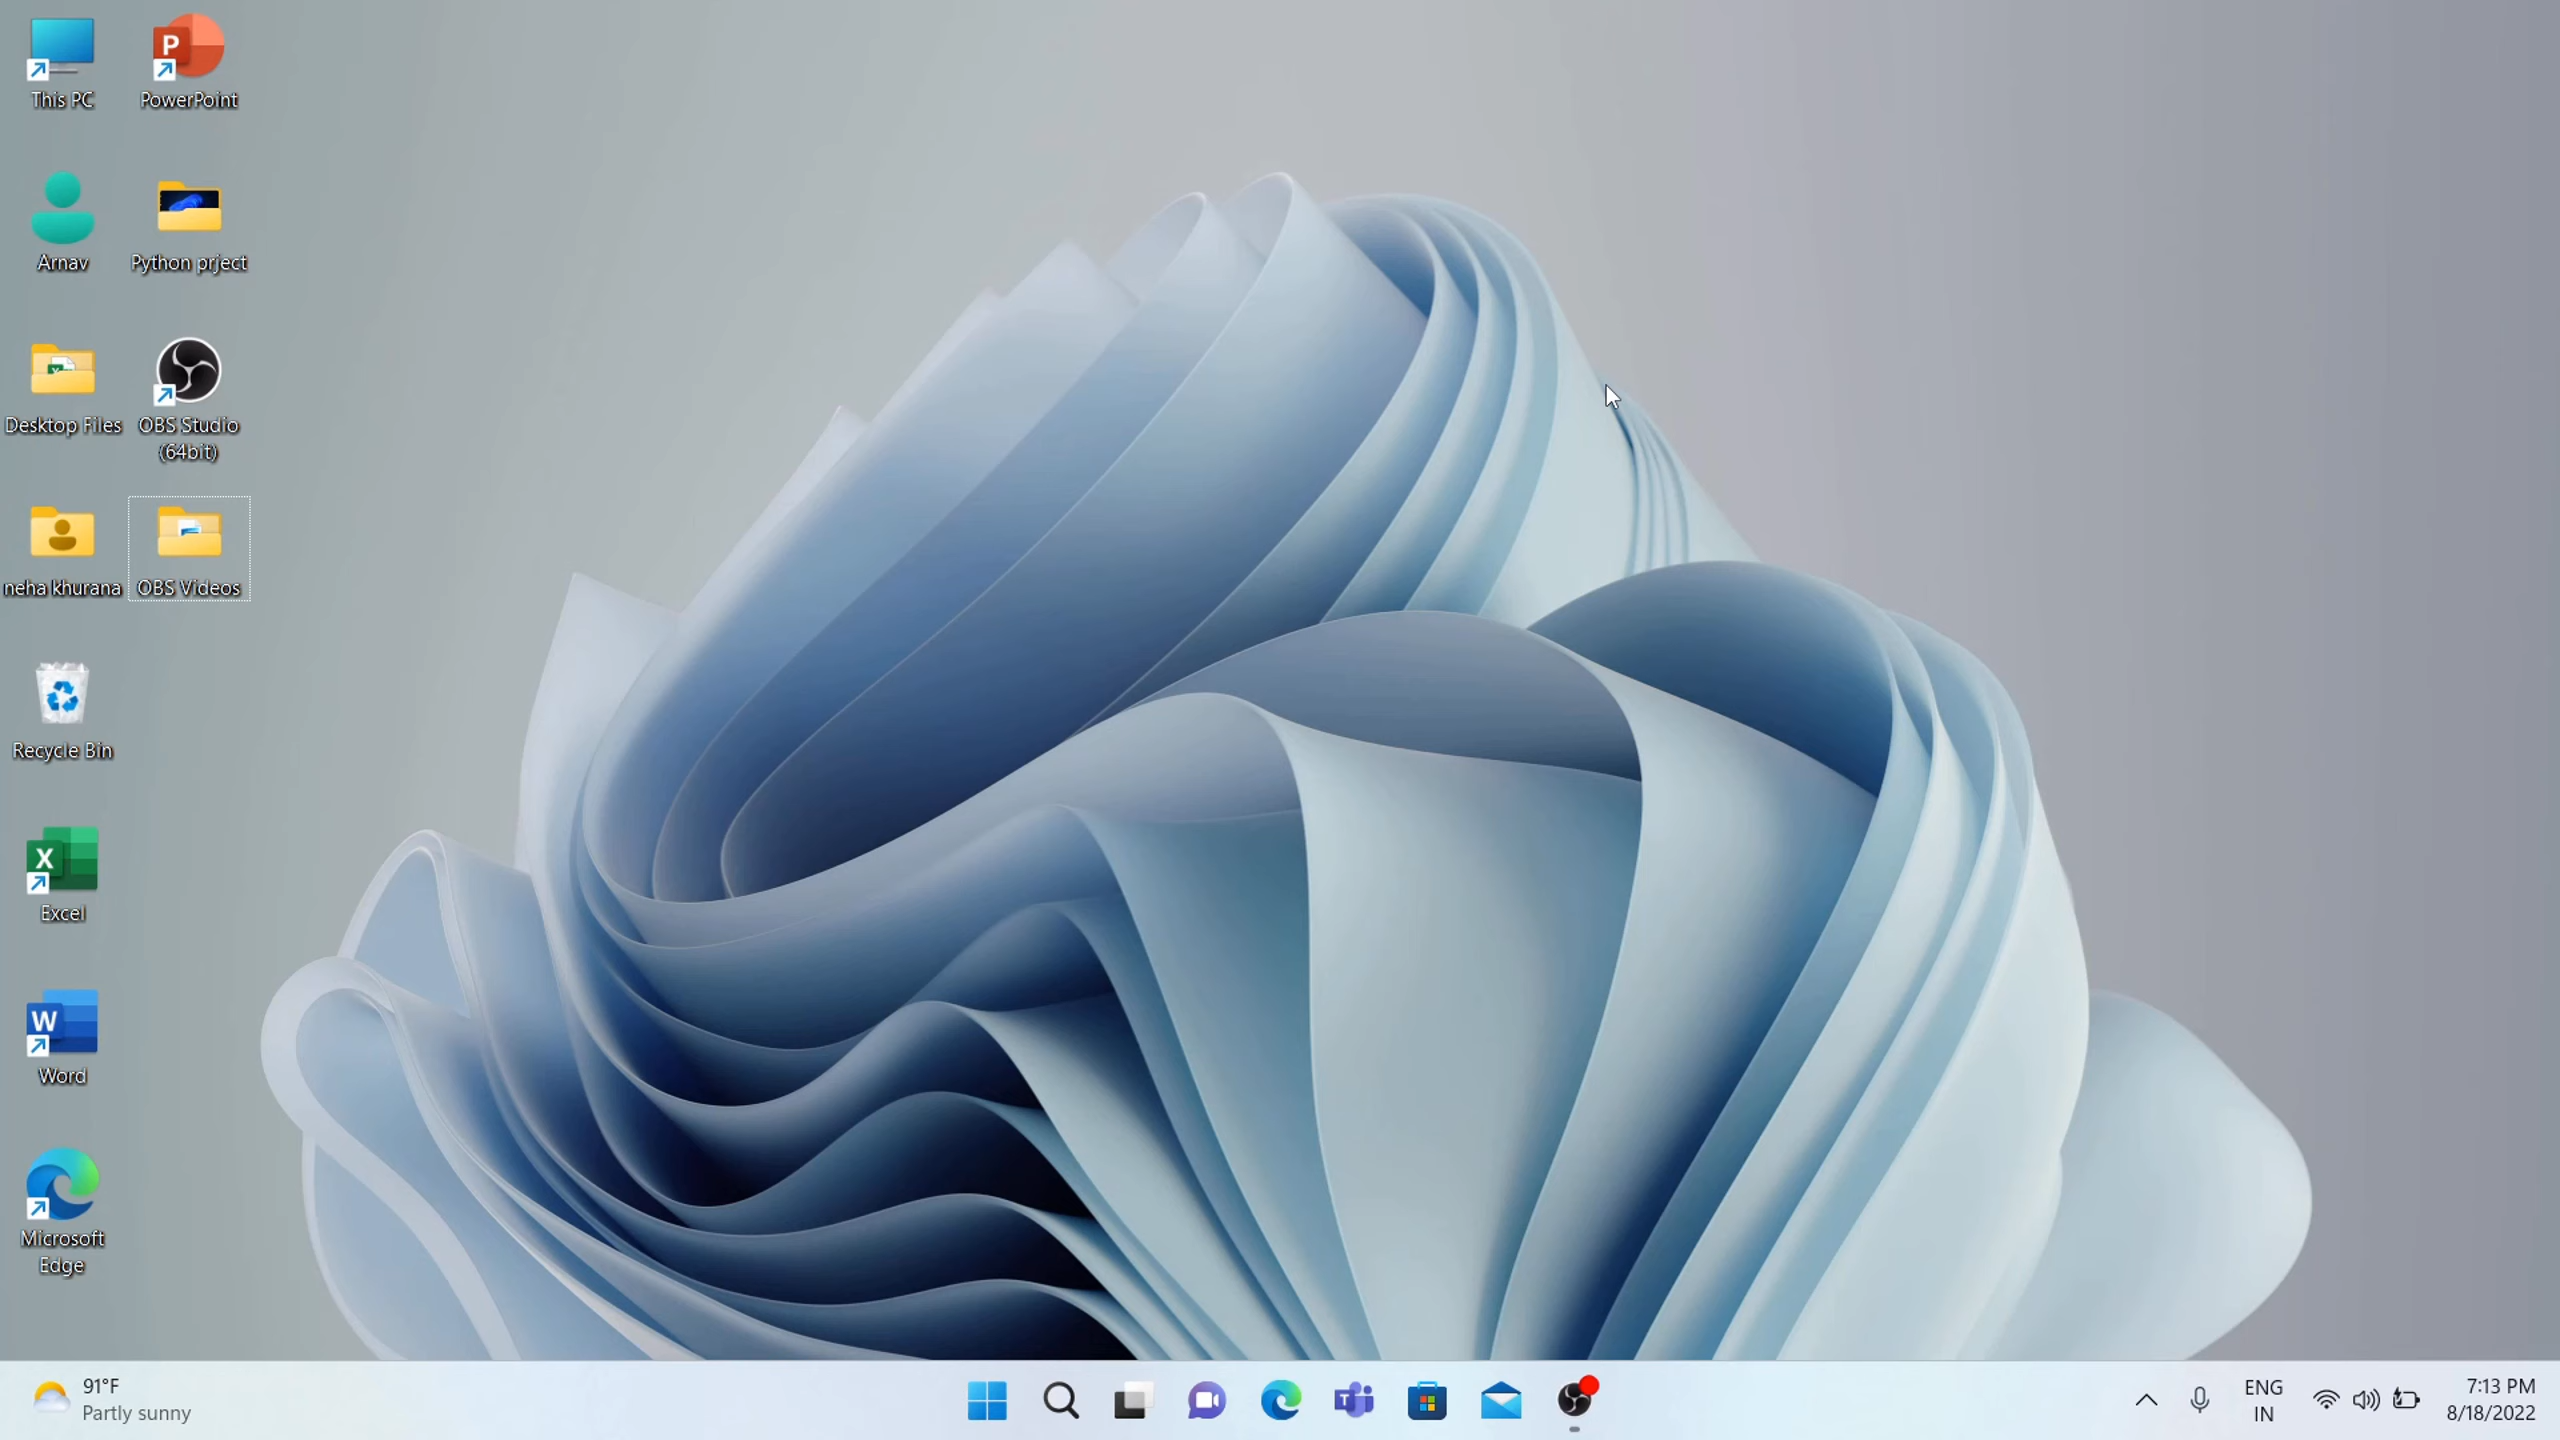 This PC
PowerPoint
Arnav
Python prject
Desktop Files
OBS Studio
(64bit)
neha khurana
OBS Videos
Recycle Bin
X
Excel
W
Word
Microsoft
Edge
P
91°F
Partly sunny
T
ENG
IN
7:13 PM
8/18/2022